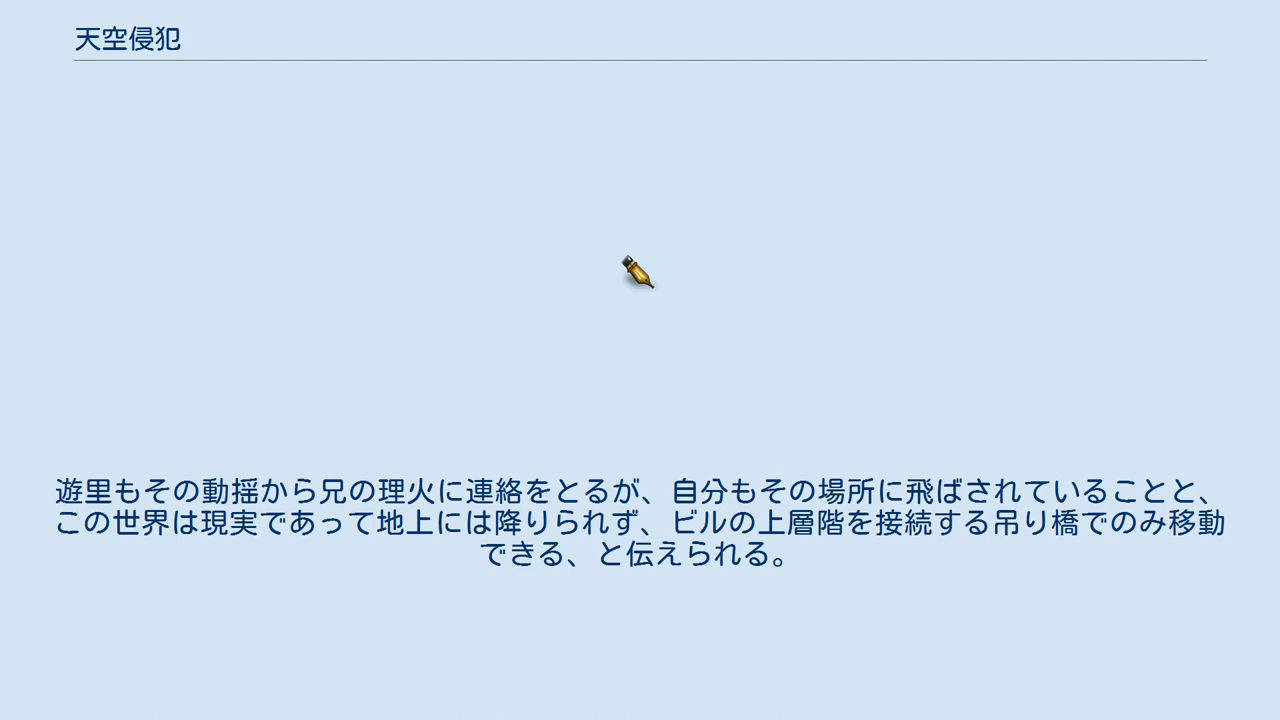 天空侵犯
遊里もその動揺から兄の理火に連絡をとるが、自分もその場所に飛ばされていることと、
この世界は現実であって地上には降りられず、ビルの上層階を接続する吊り橋でのみ移動
できる、と伝えられる。